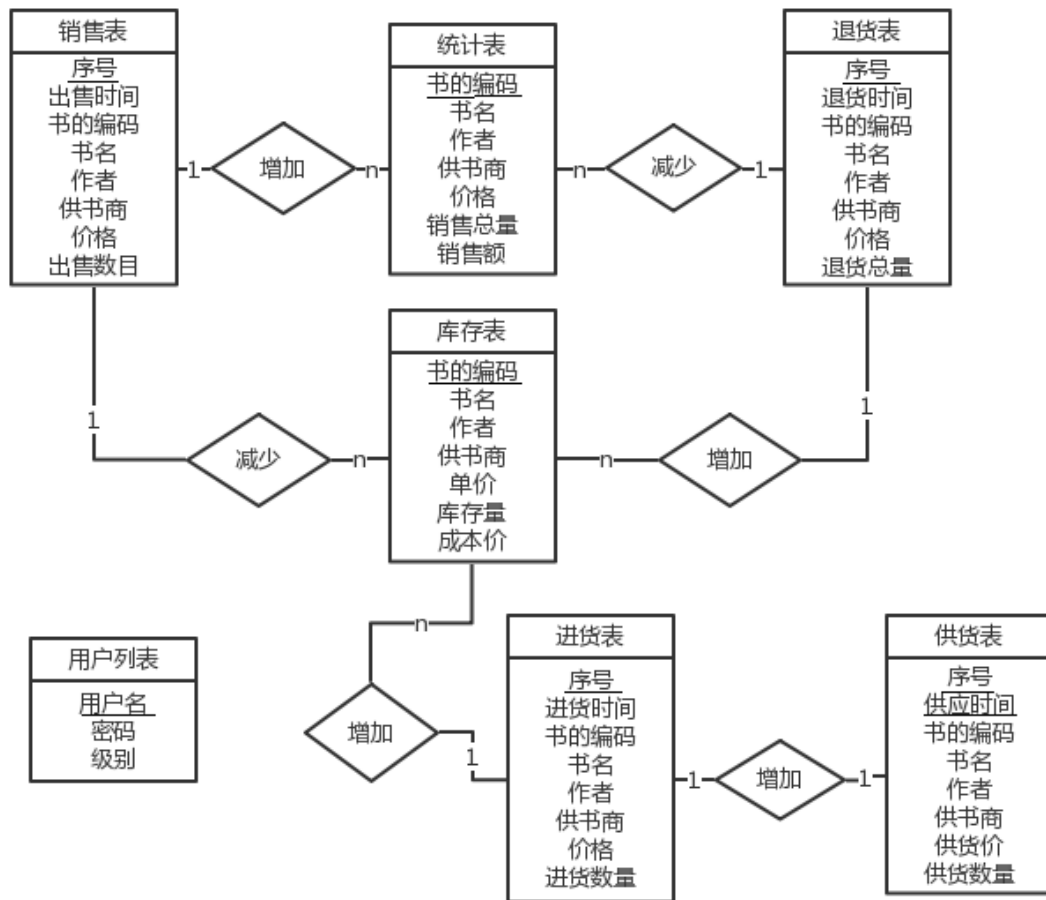 销售表
序号
出售时间
书的编码
书名
作者
供书商
价格
出售数目
1
增加
n
统计表
书的编码
书名
作者
供书商
价格
销售总量
销售额
n
减少
1
退货表
序号
退货时间
书的编码
书名
作者
供书商
价格
退货总量
1
减少
n
库存表
书的编码
书名
作者
供书商
单价
库存量
成本价
n
增加
1
n
增加
1
用户列表
用户名
密码
级别
进货表
序号
进货时间
书的编码
书名
作者
供书商
价格
进货数量
1
增加
1
供货表
序号
供应时间
书的编码
书名
作者
供书商
供货价
供货数量